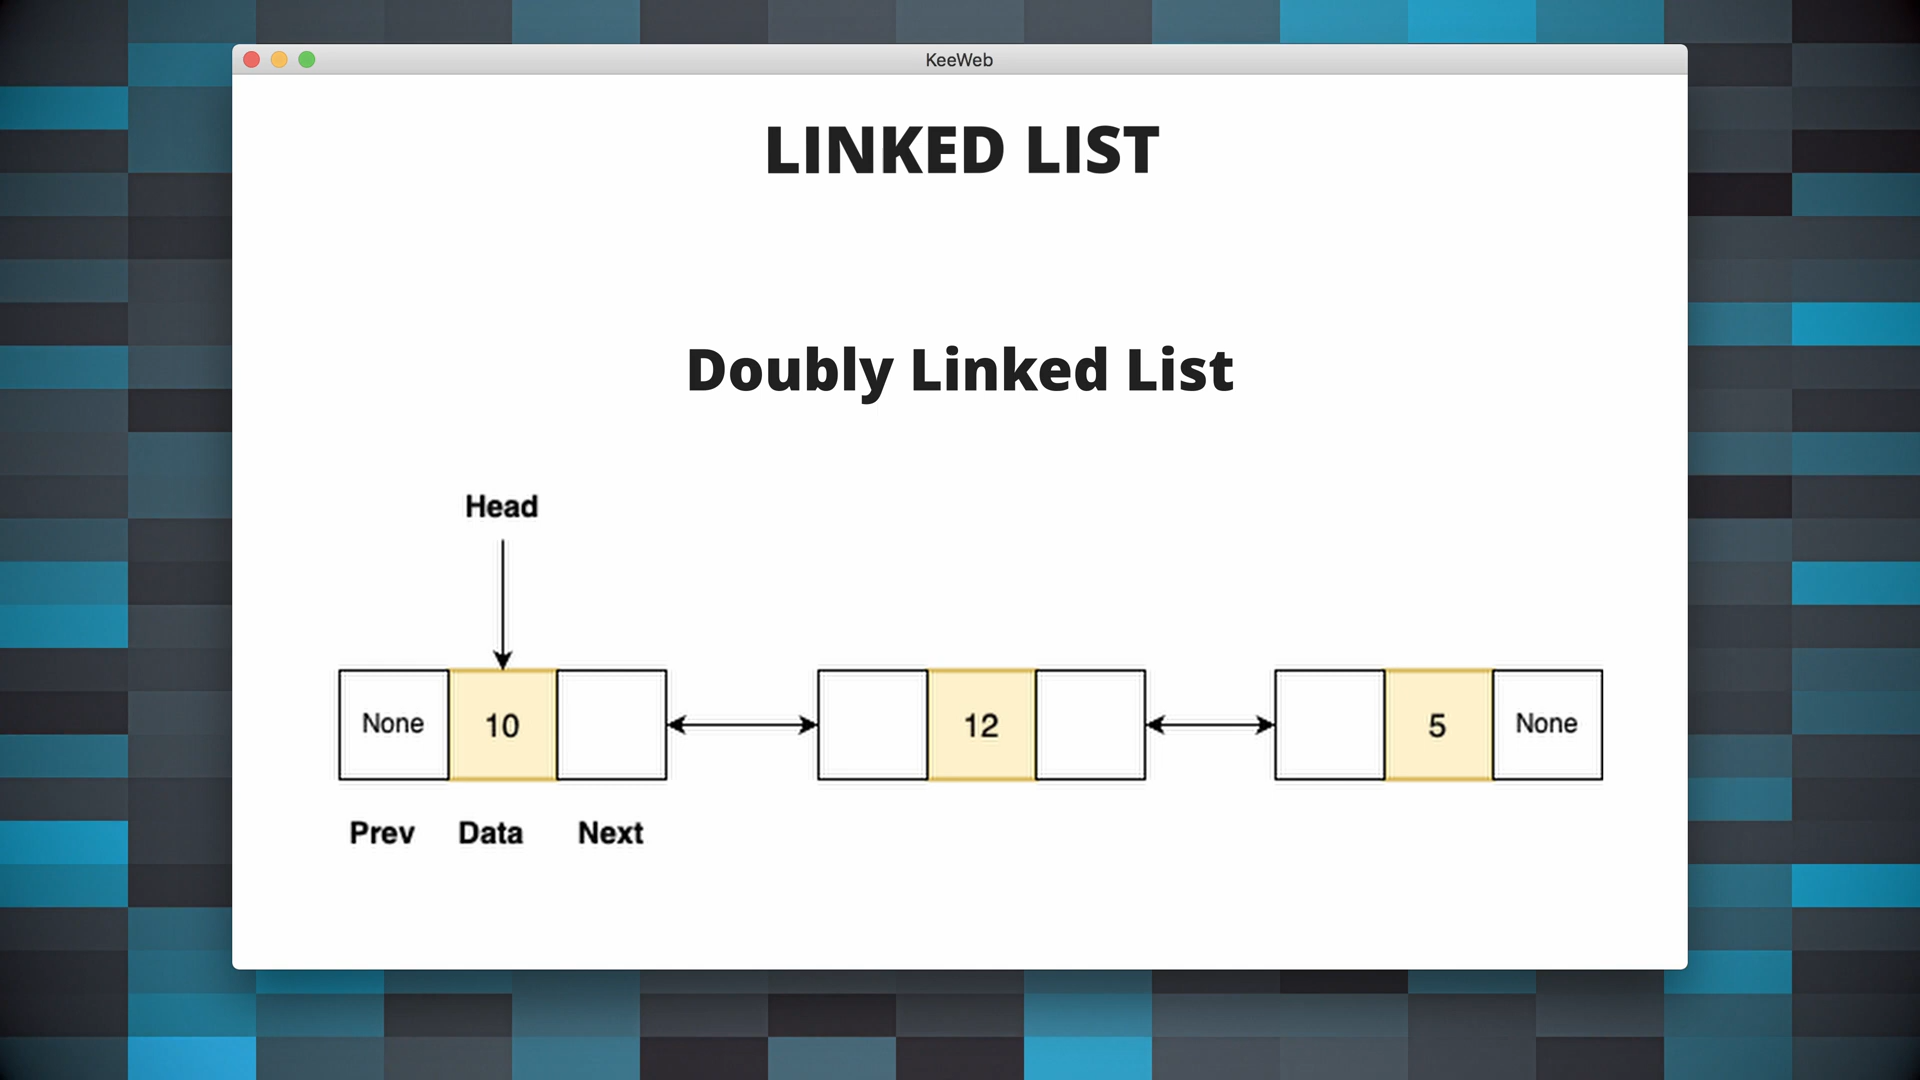 KeeWeb
LINKED LIST
Doubly Linked List
Head
None 10 12 5 None
Prev Data Next